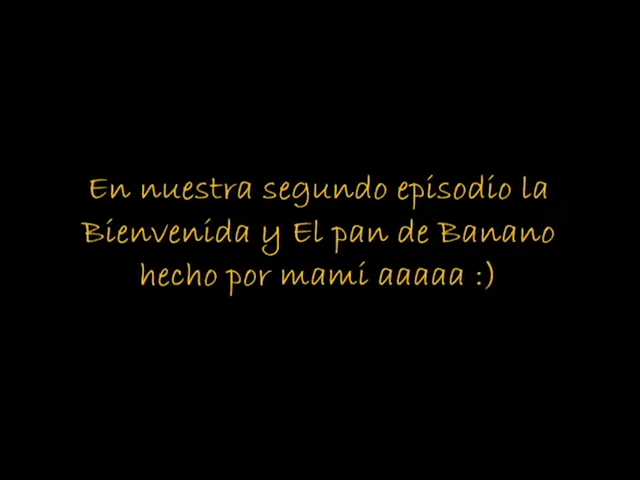 En nuestra segundo episodio la
Bienvenida y El pan de Banano
hecho por mami aaaaa :)